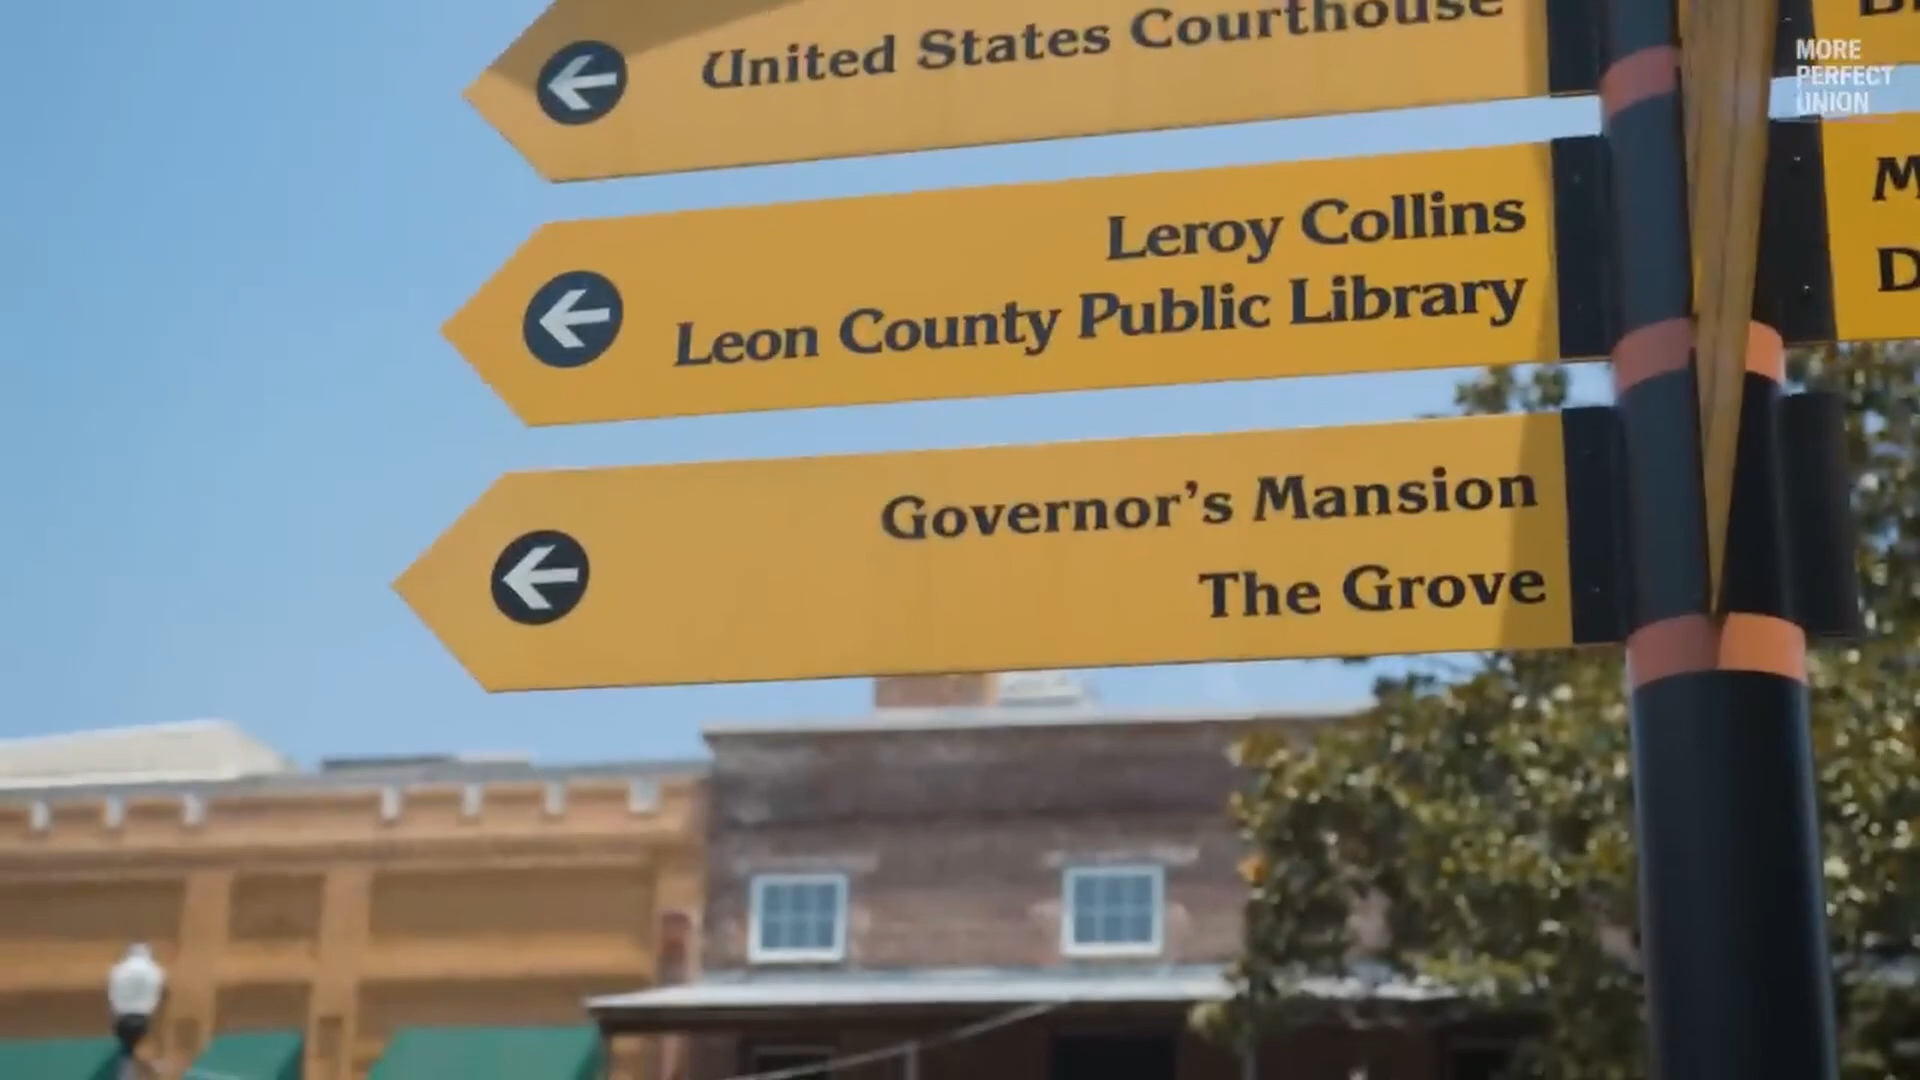 United States Courthouse
MORE
PERFECT
UNION
Leroy Collins
Leon County Public Library
Governor's Mansion
The Grove
M
D